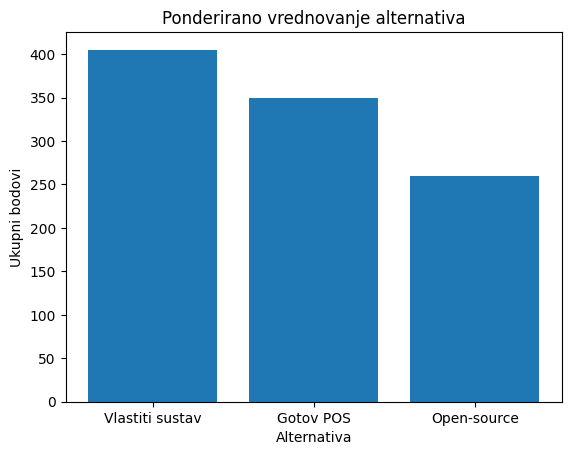 Ponderirano vrednovanje alternativa
Ukupni bodovi
400
350
300
250
200
150
100
50
0
Vlastiti sustav Gotov POS Open-source
Alternativa